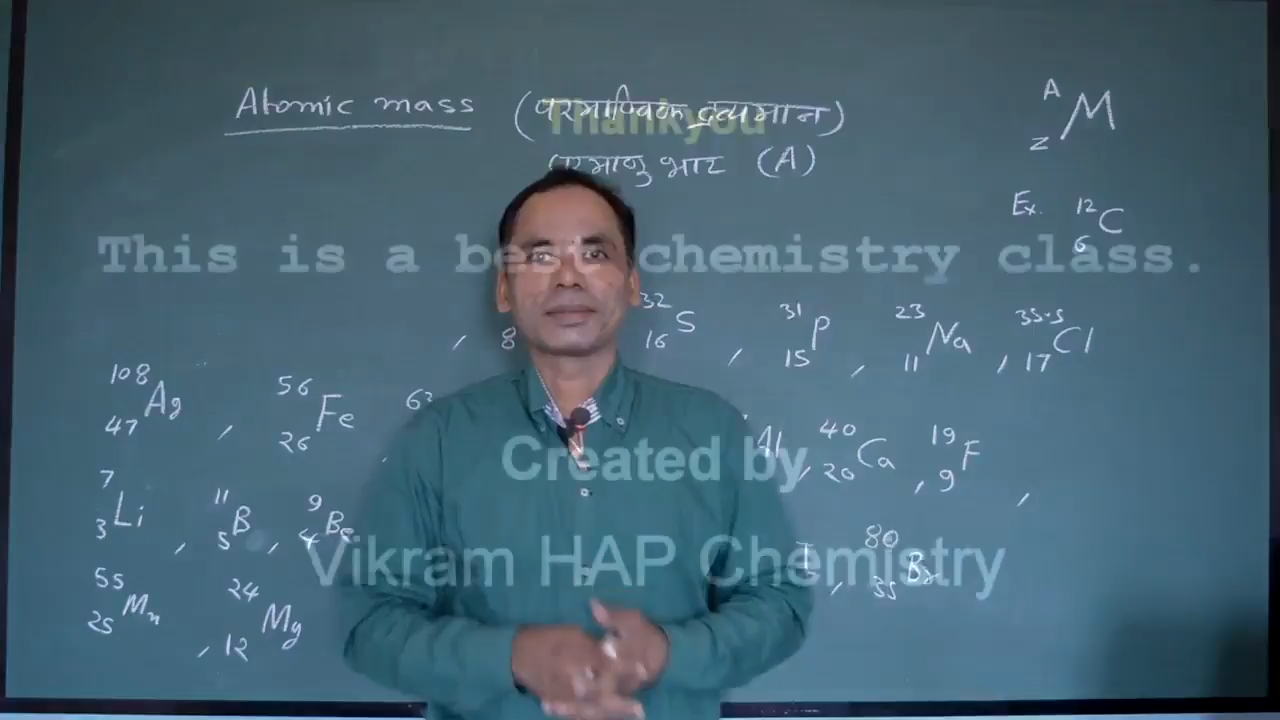 Atomic mass (परमाण्विक द्रव्यमान)
Thankyou
परमाणु भार (A)
A
Z M
Ex. 12
6 C
This is a best chemistry class.
, 8 32
16 S , 31
15 P , 23
11 Na , 35.5
17 Cl
108
47 Ag , 56
26 Fe , 63 Al , 40
20 Ca , 19
9 F ,
Created by
7
3 Li , 11
5 B , 9
4 Be I , 80
35 Br
Vikram HAP Chemistry
55
25 Mn , 24
12 Mg